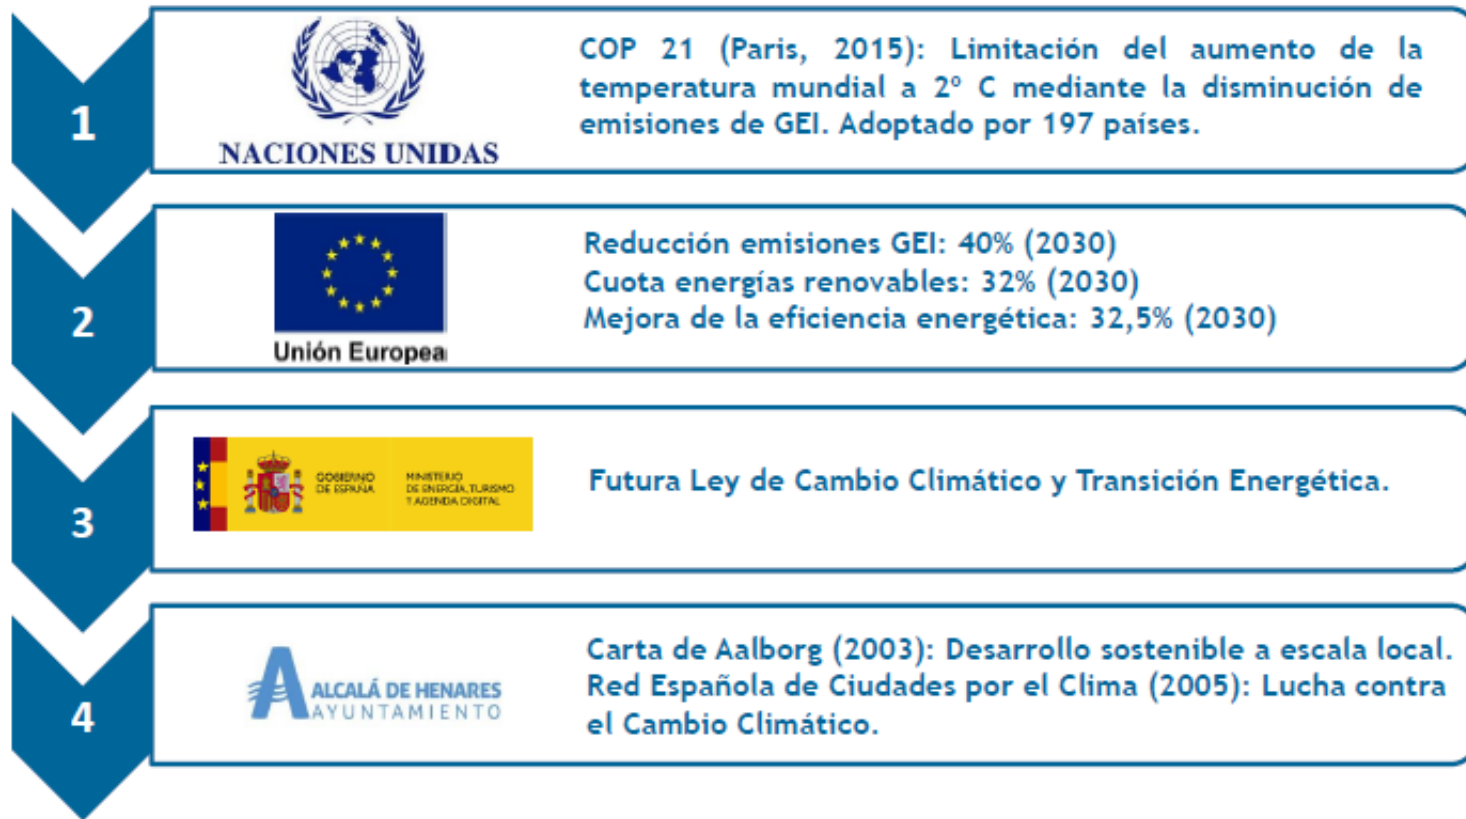 1
NACIONES UNIDAS
COP 21 (Paris, 2015): Limitación del aumento de la
temperatura mundial a 2º C mediante la disminución de
emisiones de GEI. Adoptado por 197 países.
2
Unión Europea
Reducción emisiones GEI: 40% (2030)
Cuota energías renovables: 32% (2030)
Mejora de la eficiencia energética: 32,5% (2030)
3
GOBIERNO
DE ESPAÑA
MINISTERIO
DE ENERGÍA, TURISMO
Y AGENDA DIGITAL
Futura Ley de Cambio Climático y Transición Energética.
4
ALCALÁ DE HENARES
AYUNTAMIENTO
Carta de Aalborg (2003): Desarrollo sostenible a escala local.
Red Española de Ciudades por el Clima (2005): Lucha contra
el Cambio Climático.